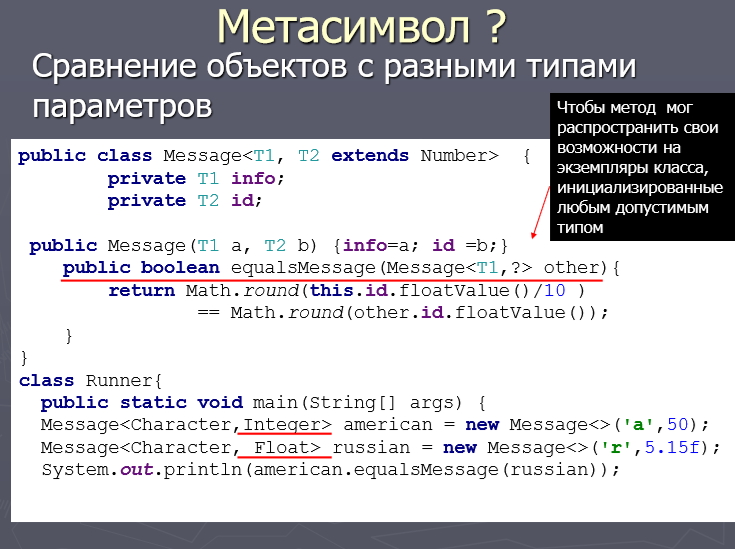 Метасимвол ?
Сравнение объектов с разными типами
параметров
Чтобы метод мог
распространить свои
возможности на
экземпляры класса,
инициализированные
любым допустимым
типом
public class Message<T1, T2 extends Number> {
private T1 info;
private T2 id;
public Message(T1 a, T2 b) {info=a; id =b;}
public boolean equalsMessage(Message<T1,?> other){
return Math.round(this.id.floatValue()/10 )
== Math.round(other.id.floatValue());
}
}
class Runner{
public static void main(String[] args) {
Message<Character,Integer> american = new Message<>('a',50);
Message<Character, Float> russian = new Message<>('r',5.15f);
System.out.println(american.equalsMessage(russian));